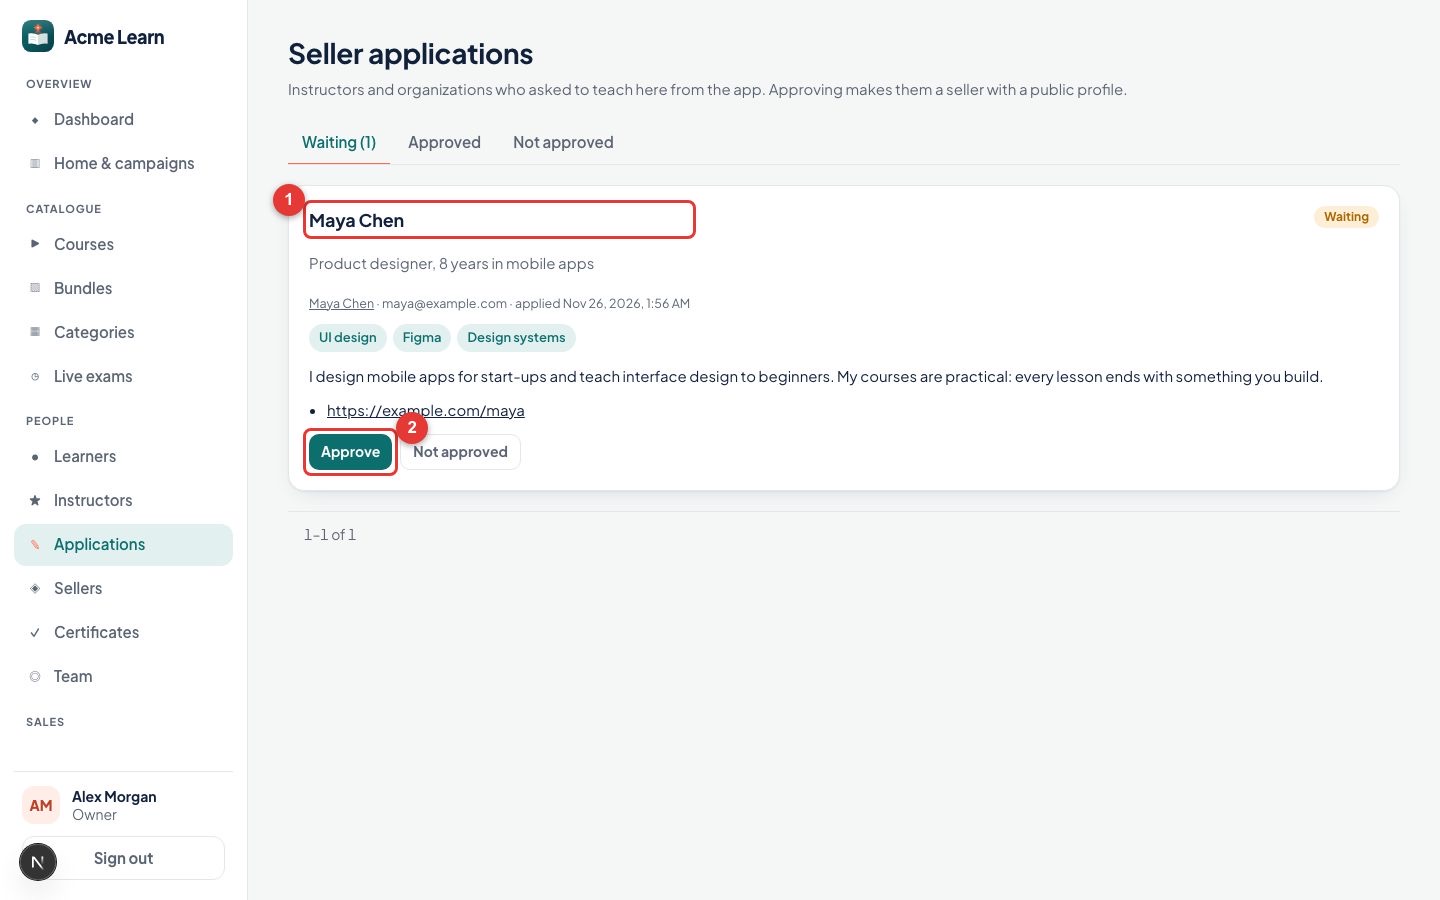 Acme Learn
OVERVIEW
Dashboard
Home & campaigns
CATALOGUE
Courses
Bundles
Categories
Live exams
PEOPLE
Learners
Instructors
Applications
Sellers
Certificates
Team
SALES
AM
Alex Morgan
Owner
N
Sign out
Seller applications
Instructors and organizations who asked to teach here from the app. Approving makes them a seller with a public profile.
Waiting (1) Approved Not approved
1
Maya Chen
Waiting
Product designer, 8 years in mobile apps
Maya Chen · maya@example.com · applied Nov 26, 2026, 1:56 AM
UI design Figma Design systems
I design mobile apps for start-ups and teach interface design to beginners. My courses are practical: every lesson ends with something you build.
• https://example.com/maya
2
Approve Not approved
1–1 of 1